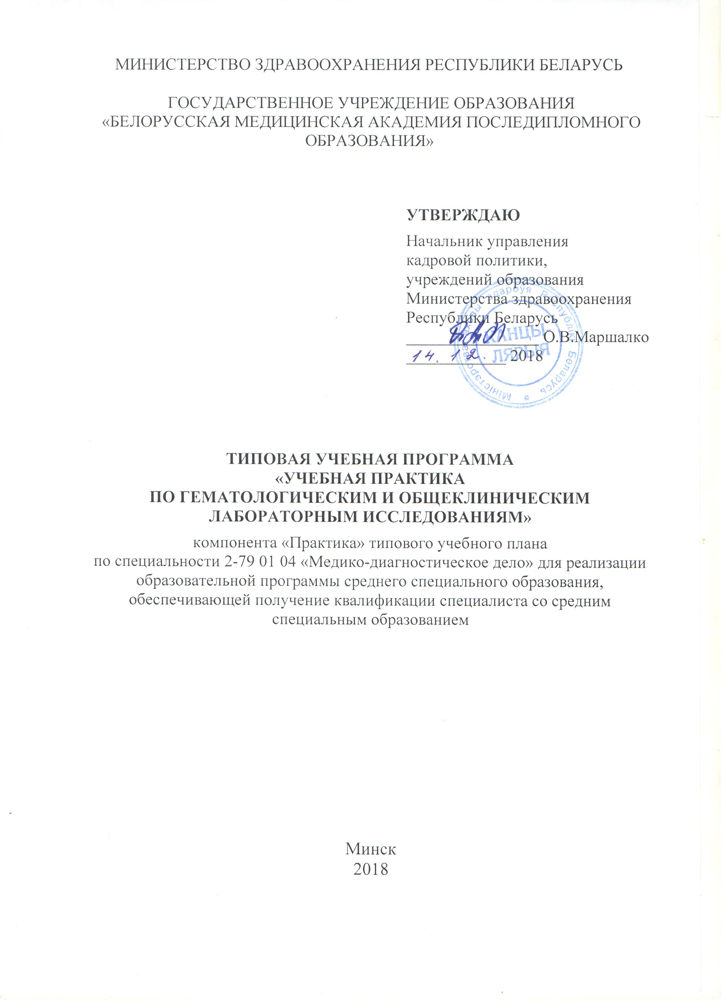 МИНИСТЕРСТВО ЗДРАВООХРАНЕНИЯ РЕСПУБЛИКИ БЕЛАРУСЬ
ГОСУДАРСТВЕННОЕ УЧРЕЖДЕНИЕ ОБРАЗОВАНИЯ
«БЕЛОРУССКАЯ МЕДИЦИНСКАЯ АКАДЕМИЯ ПОСЛЕДИПЛОМНОГО
ОБРАЗОВАНИЯ»
УТВЕРЖДАЮ
Начальник управления
кадровой политики,
учреждений образования
Министерства здравоохранения
Республики Беларусь
О.В.Маршалко
14. 12. 2018
Міністэрства аховы здароўя Рэспублікі Беларусь *
КАНЦЫ-
ЛЯРЫЯ
ТИПОВАЯ УЧЕБНАЯ ПРОГРАММА
«УЧЕБНАЯ ПРАКТИКА
ПО ГЕМАТОЛОГИЧЕСКИМ И ОБЩЕКЛИНИЧЕСКИМ
ЛАБОРАТОРНЫМ ИССЛЕДОВАНИЯМ»
компонента «Практика» типового учебного плана
по специальности 2-79 01 04 «Медико-диагностическое дело» для реализации
образовательной программы среднего специального образования,
обеспечивающей получение квалификации специалиста со средним
специальным образованием
Минск
2018